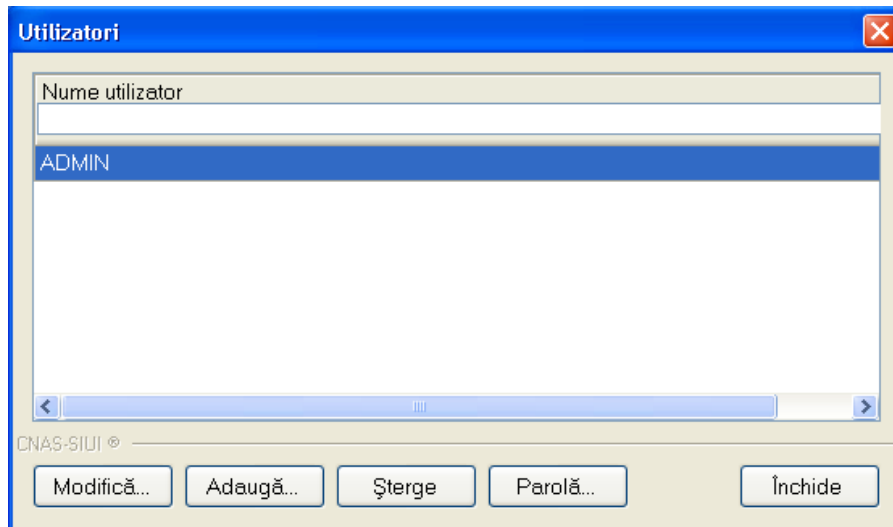 Utilizatori
Nume utilizator
ADMIN
CNAS-SIUI ®
Modifică... Adaugă... Şterge Parolă... Închide